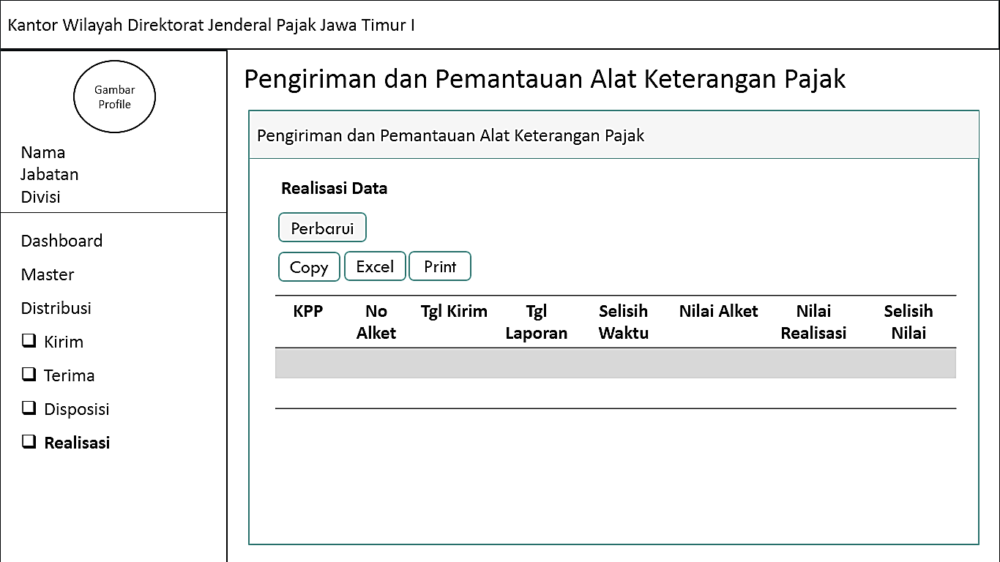 Kantor Wilayah Direktorat Jenderal Pajak Jawa Timur I
Gambar
Profile
Nama
Jabatan
Divisi
Dashboard
Master
Distribusi
Kirim
Terima
Disposisi
Realisasi
Pengiriman dan Pemantauan Alat Keterangan Pajak
Pengiriman dan Pemantauan Alat Keterangan Pajak
Realisasi Data
Perbarui
Copy Excel Print
KPP No Tgl Kirim Tgl Selisih Nilai Alket Nilai Selisih
Alket Laporan Waktu Realisasi Nilai